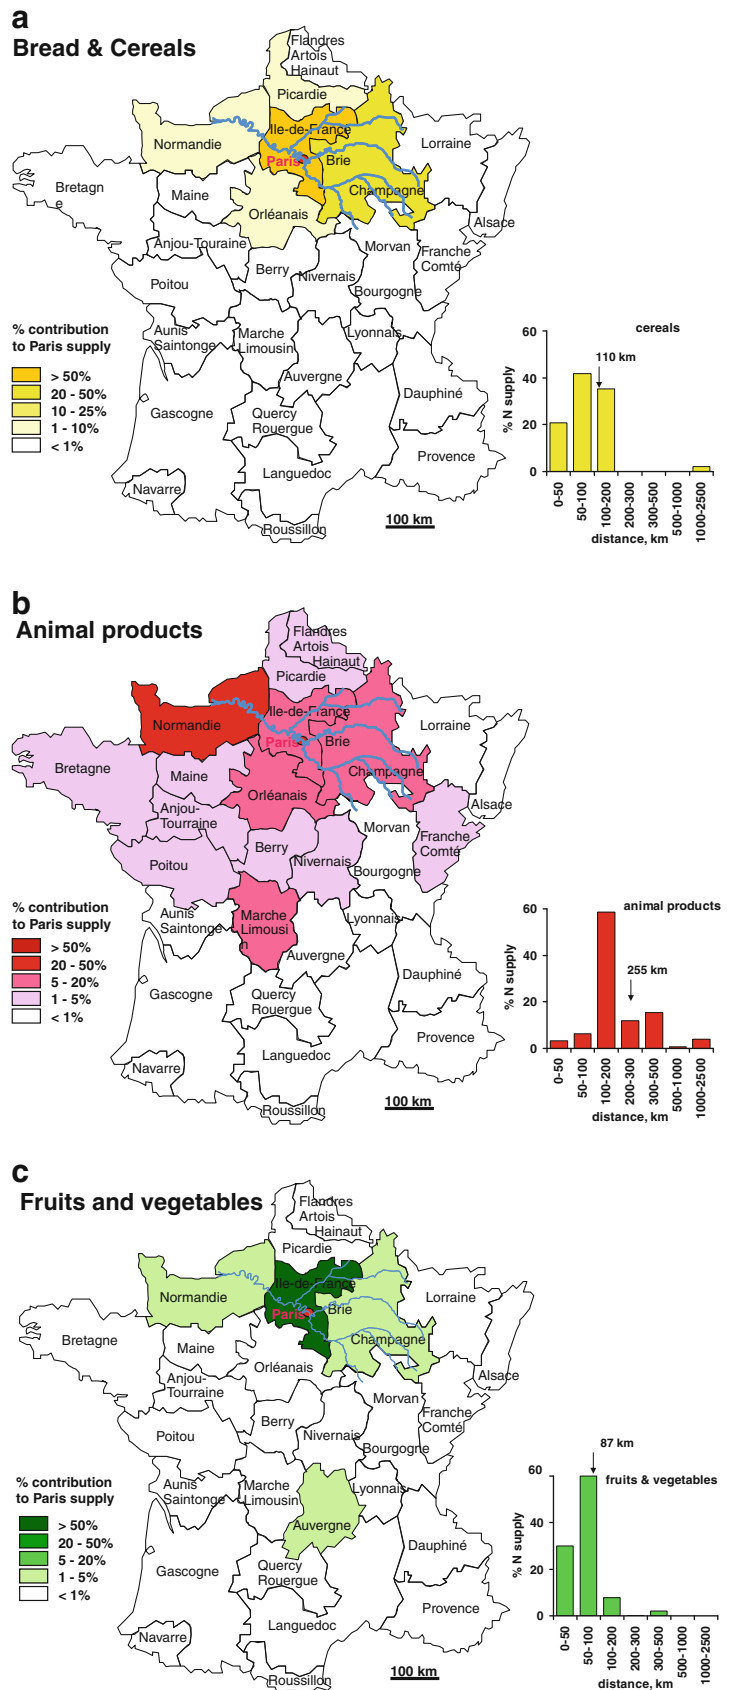 a
Bread & Cereals
Flandres
Artois
Hainaut
Picardie
Ile-de-France
Normandie
Lorraine
Paris
Brie
Bretagn
e
Maine
Champagne
Orléanais
Alsace
Anjou-Touraine
Morvan
Franche
Comté
Berry
Nivernais
Poitou
Bourgogne
% contribution
to Paris supply
> 50%
20 - 50%
10 - 25%
1 - 10%
< 1%
Aunis
Saintonge
Marche
Limousin
Lyonnais
Auvergne
Dauphiné
Gascogne
Quercy
Rouergue
Provence
Languedoc
Navarre
Roussillon
100 km
cereals
110 km
% N supply
60
40
20
0
0-50
50-100
100-200
200-300
300-500
500-1000
1000-2500
distance, km
b
Animal products
Flandres
Artois
Hainaut
Picardie
Ile-de-France
Normandie
Lorraine
Paris
Brie
Bretagne
Maine
Champagne
Orléanais
Alsace
Anjou-
Tourraine
Morvan
Franche
Comté
Berry
Nivernais
Poitou
Bourgogne
% contribution
to Paris supply
> 50%
20 - 50%
5 - 20%
1 - 5%
< 1%
Aunis
Saintonge
Marche
Limousi
n
Lyonnais
Auvergne
Dauphiné
Gascogne
Quercy
Rouergue
Provence
Languedoc
Navarre
Roussillon
100 km
animal products
255 km
% N supply
60
40
20
0
0-50
50-100
100-200
200-300
300-500
500-1000
1000-2500
distance, km
c
Fruits and vegetables
Flandres
Artois
Hainaut
Picardie
Ile-de-France
Normandie
Lorraine
Paris
Brie
Bretagne
Maine
Champagne
Orléanais
Alsace
Anjou-
Tourraine
Morvan
Franche
Comté
Berry
Nivernais
Poitou
Bourgogne
% contribution
to Paris supply
> 50%
20 - 50%
5 - 20%
1 - 5%
< 1%
Aunis
Saintonge
Marche
Limousin
Lyonnais
Auvergne
Dauphiné
Gascogne
Quercy
Rouergue
Provence
Languedoc
Navarre
Roussillon
100 km
87 km
fruits & vegetables
% N supply
60
40
20
0
0-50
50-100
100-200
200-300
300-500
500-1000
1000-2500
distance, km